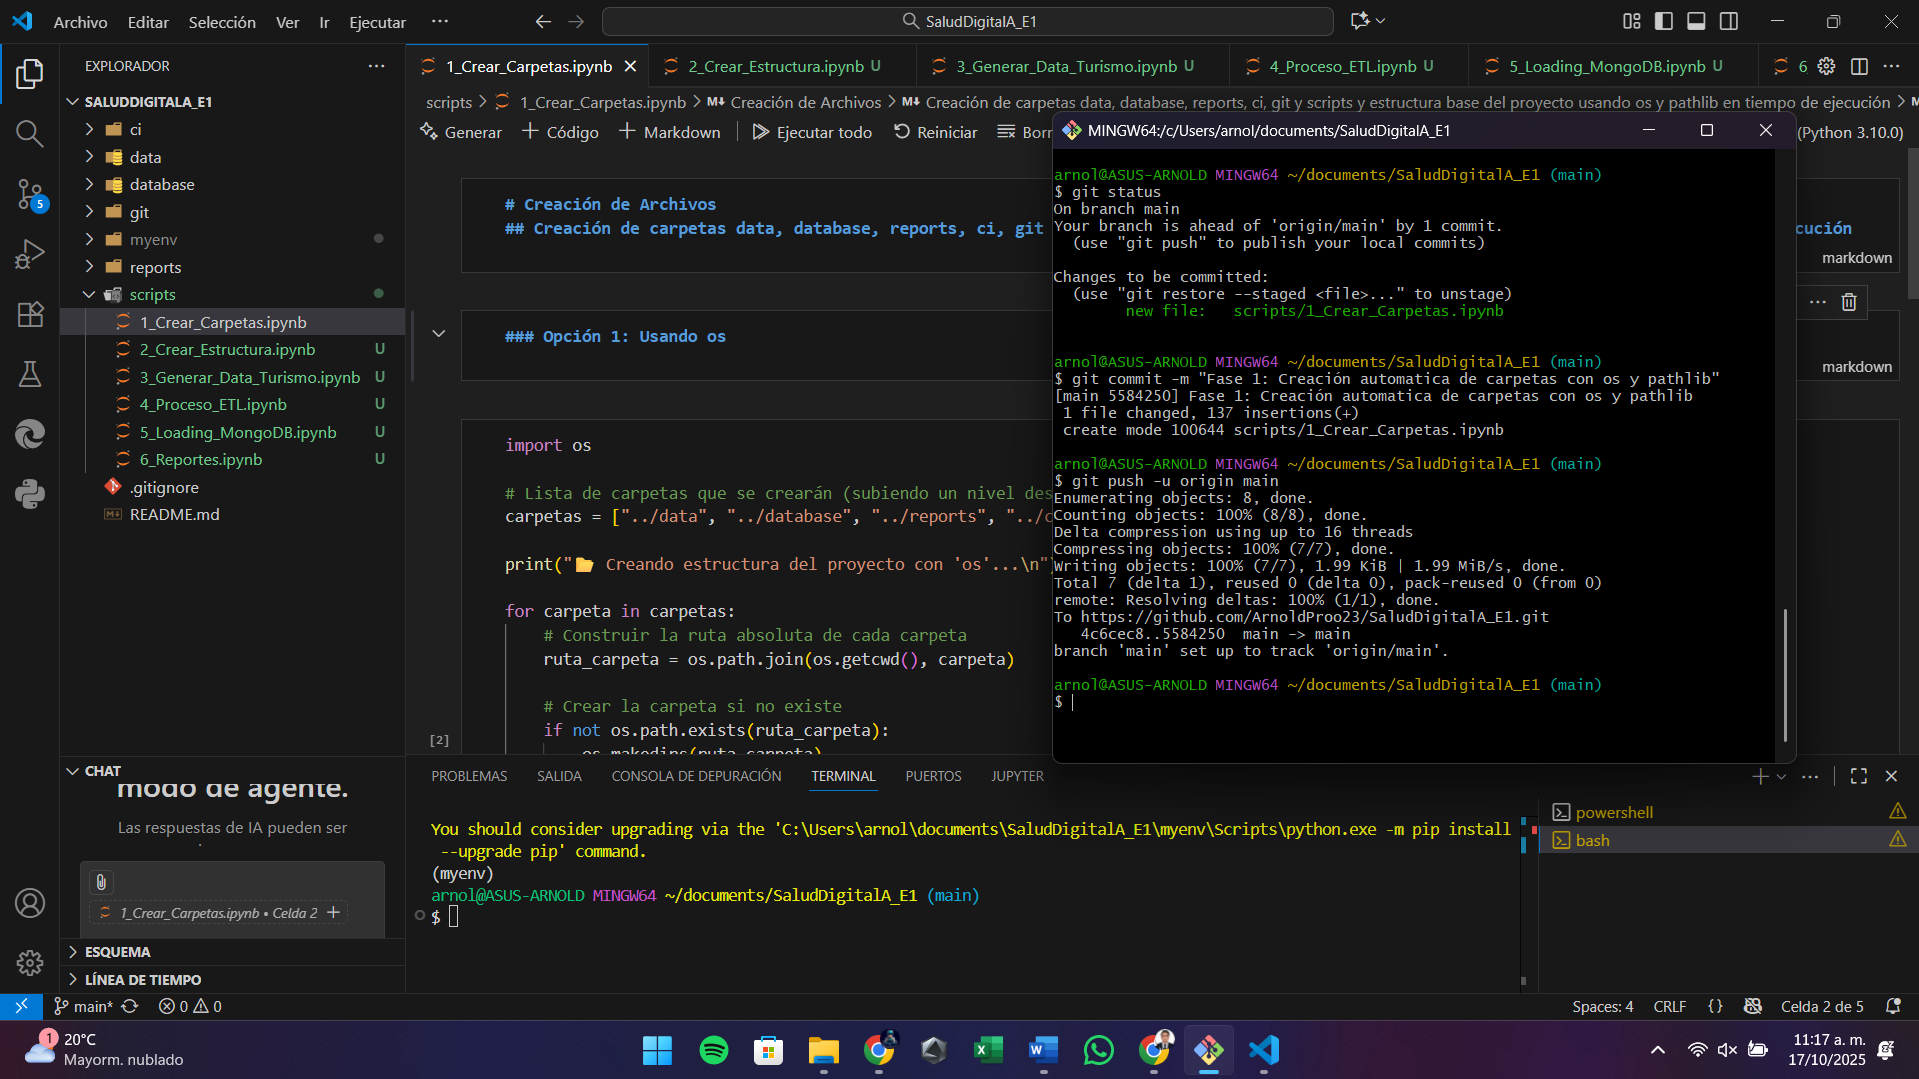 Archivo Editar Selección Ver Ir Ejecutar ···
SaludDigitalA_E1
EXPLORADOR
SALUDDIGITALA_E1
ci
data
database
git
myenv
reports
scripts
1_Crear_Carpetas.ipynb
2_Crear_Estructura.ipynb U
3_Generar_Data_Turismo.ipynb U
4_Proceso_ETL.ipynb U
5_Loading_MongoDB.ipynb U
6_Reportes.ipynb U
.gitignore
README.md
5
CHAT
modo de agente.
Las respuestas de IA pueden ser
1_Crear_Carpetas.ipynb • Celda 2 +
ESQUEMA
LÍNEA DE TIEMPO
1_Crear_Carpetas.ipynb 2_Crear_Estructura.ipynb U 3_Generar_Data_Turismo.ipynb U 4_Proceso_ETL.ipynb U 5_Loading_MongoDB.ipynb U 6
scripts > 1_Crear_Carpetas.ipynb > M↓ Creación de Archivos > M↓ Creación de carpetas data, database, reports, ci, git y scripts y estructura base del proyecto usando os y pathlib en tiempo de ejecución >
Generar + Código + Markdown Ejecutar todo Reiniciar Borr
(Python 3.10.0)
# Creación de Archivos
## Creación de carpetas data, database, reports, ci, git
cución
markdown
### Opción 1: Usando os
markdown
import os
# Lista de carpetas que se crearán (subiendo un nivel des
carpetas = ["../data", "../database", "../reports", "../c
print("📂 Creando estructura del proyecto con 'os'...\n")
for carpeta in carpetas:
# Construir la ruta absoluta de cada carpeta
ruta_carpeta = os.path.join(os.getcwd(), carpeta)
# Crear la carpeta si no existe
if not os.path.exists(ruta_carpeta):
os.makedirs(ruta_carpeta)
[2]
MINGW64:/c/Users/arnol/documents/SaludDigitalA_E1
arnol@ASUS-ARNOLD MINGW64 ~/documents/SaludDigitalA_E1 (main)
$ git status
On branch main
Your branch is ahead of 'origin/main' by 1 commit.
(use "git push" to publish your local commits)
Changes to be committed:
(use "git restore --staged <file>..." to unstage)
new file: scripts/1_Crear_Carpetas.ipynb
arnol@ASUS-ARNOLD MINGW64 ~/documents/SaludDigitalA_E1 (main)
$ git commit -m "Fase 1: Creación automatica de carpetas con os y pathlib"
[main 5584250] Fase 1: Creación automatica de carpetas con os y pathlib
1 file changed, 137 insertions(+)
create mode 100644 scripts/1_Crear_Carpetas.ipynb
arnol@ASUS-ARNOLD MINGW64 ~/documents/SaludDigitalA_E1 (main)
$ git push -u origin main
Enumerating objects: 8, done.
Counting objects: 100% (8/8), done.
Delta compression using up to 16 threads
Compressing objects: 100% (7/7), done.
Writing objects: 100% (7/7), 1.99 KiB | 1.99 MiB/s, done.
Total 7 (delta 1), reused 0 (delta 0), pack-reused 0 (from 0)
remote: Resolving deltas: 100% (1/1), done.
To https://github.com/ArnoldProo23/SaludDigitalA_E1.git
4c6cec8..5584250 main -> main
branch 'main' set up to track 'origin/main'.
arnol@ASUS-ARNOLD MINGW64 ~/documents/SaludDigitalA_E1 (main)
$
PROBLEMAS SALIDA CONSOLA DE DEPURACIÓN TERMINAL PUERTOS JUPYTER
You should consider upgrading via the 'C:\Users\arnol\documents\SaludDigitalA_E1\myenv\Scripts\python.exe -m pip install
--upgrade pip' command.
(myenv)
arnol@ASUS-ARNOLD MINGW64 ~/documents/SaludDigitalA_E1 (main)
$
powershell
bash
main* 0 0
Spaces: 4 CRLF {} Celda 2 de 5
1
20°C
Mayorm. nublado
11:17 a. m.
17/10/2025